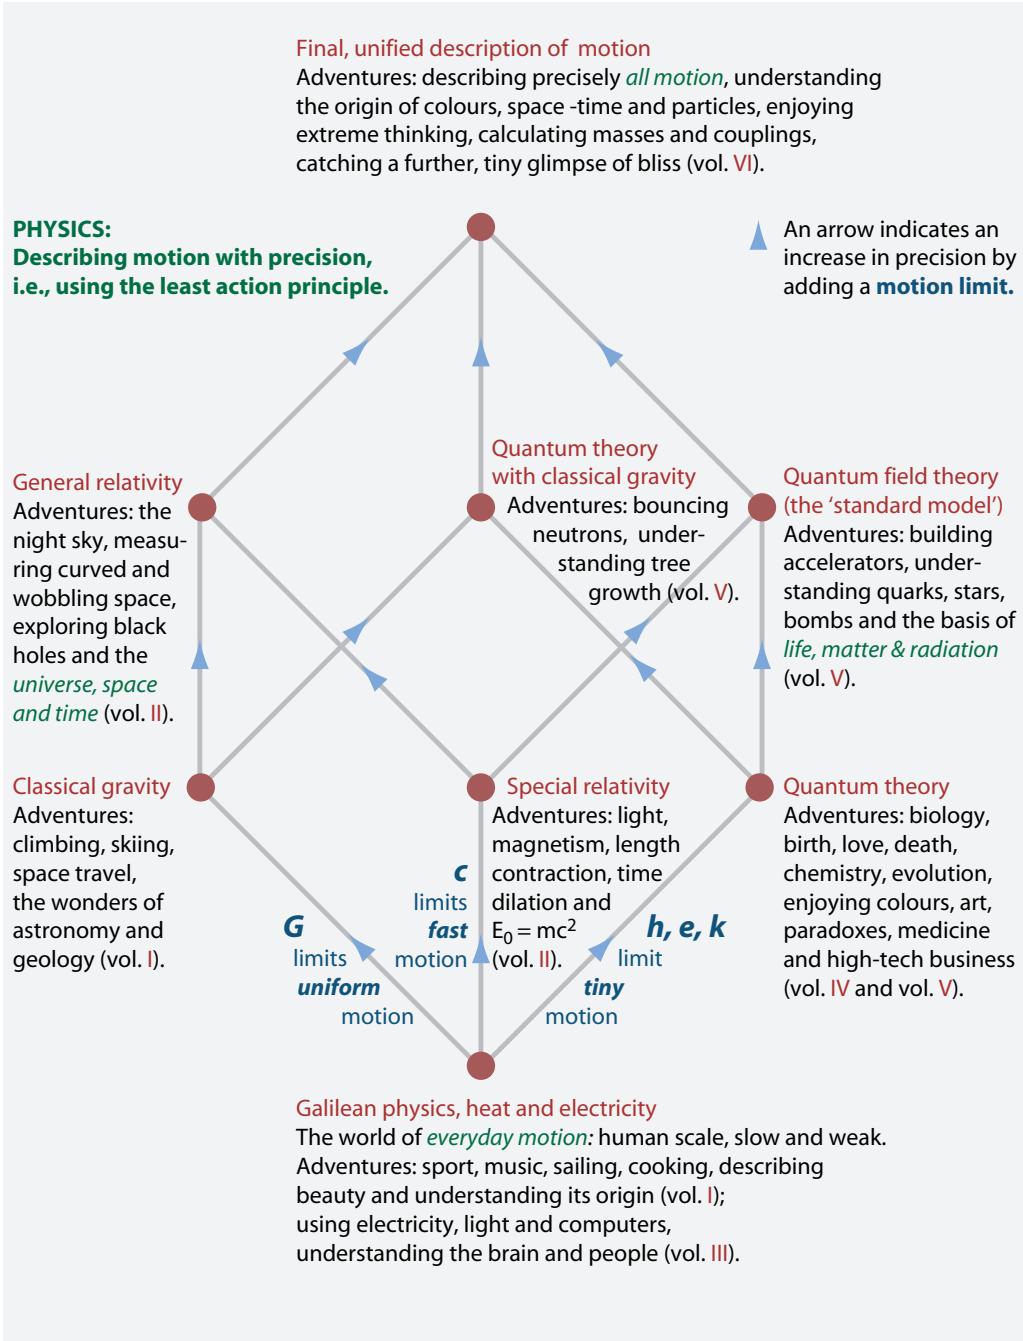 Final, unified description of motion
Adventures: describing precisely all motion, understanding
the origin of colours, space -time and particles, enjoying
extreme thinking, calculating masses and couplings,
catching a further, tiny glimpse of bliss (vol. VI).
PHYSICS:
Describing motion with precision,
i.e., using the least action principle.
An arrow indicates an
increase in precision by
adding a motion limit.
General relativity
Adventures: the
night sky, measu-
ring curved and
wobbling space,
exploring black
holes and the
universe, space
and time (vol. II).
Quantum theory
with classical gravity
Adventures: bouncing
neutrons, under-
standing tree
growth (vol. V).
Quantum field theory
(the ‘standard model’)
Adventures: building
accelerators, under-
standing quarks, stars,
bombs and the basis of
life, matter & radiation
(vol. V).
Classical gravity
Adventures:
climbing, skiing,
space travel,
the wonders of
astronomy and
geology (vol. I).
Special relativity
Adventures: light,
magnetism, length
contraction, time
dilation and
E₀ = mc²
(vol. II).
Quantum theory
Adventures: biology,
birth, love, death,
chemistry, evolution,
enjoying colours, art,
paradoxes, medicine
and high-tech business
(vol. IV and vol. V).
G
limits
uniform
motion
c
limits
fast
motion
h, e, k
limit
tiny
motion
Galilean physics, heat and electricity
The world of everyday motion: human scale, slow and weak.
Adventures: sport, music, sailing, cooking, describing
beauty and understanding its origin (vol. I);
using electricity, light and computers,
understanding the brain and people (vol. III).